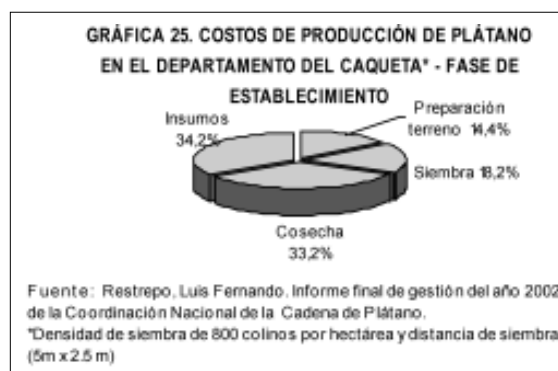 GRÁFICA 25. COSTOS DE PRODUCCIÓN DE PLÁTANO
EN EL DEPARTAMENTO DEL CAQUETA* - FASE DE
ESTABLECIMIENTO
Insumos
34,2%
Preparación
terreno 14,4%
Siembra 18,2%
Cosecha
33,2%
Fuente: Restrepo, Luis Fernando. Informe final de gestión del año 2002
de la Coordinación Nacional de la Cadena de Plátano.
*Densidad de siembra de 800 colinos por hectárea y distancia de siembra
(5m x 2.5 m)